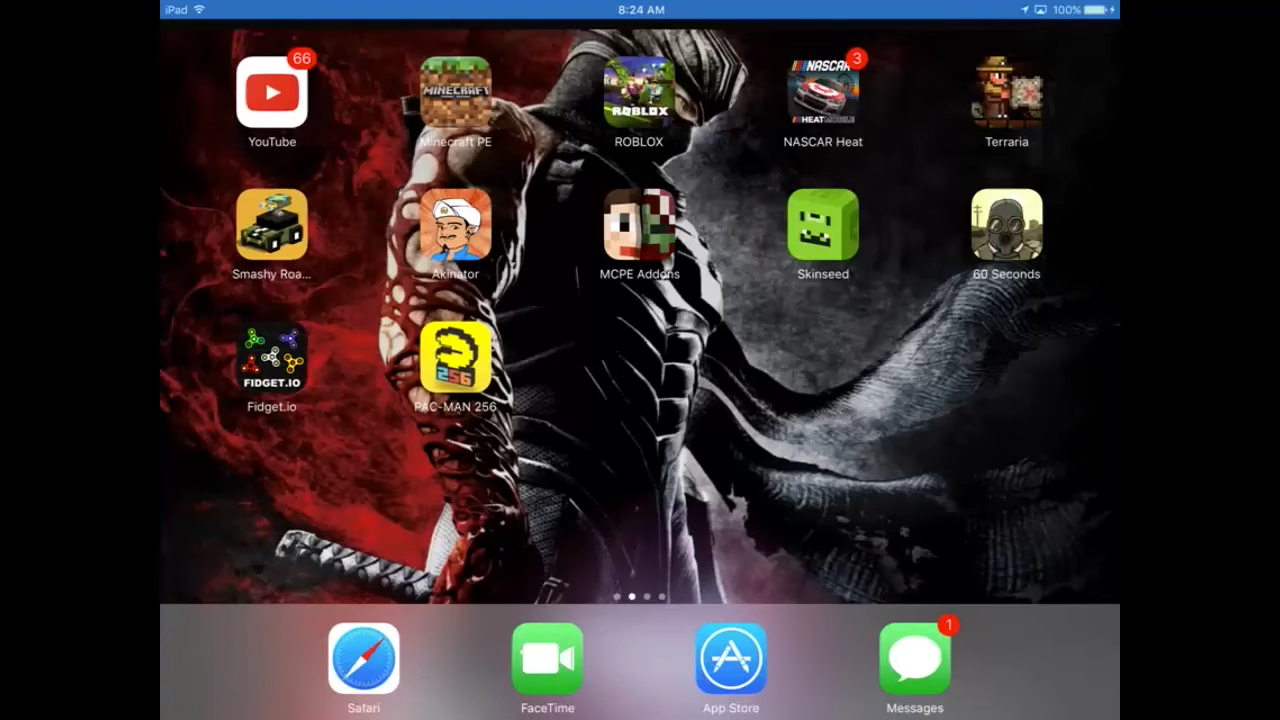 iPad 8:24 AM 100%
66 3
MINECRAFT ROBLOX NASCAR HEAT MOBILE
YouTube Minecraft PE ROBLOX NASCAR Heat Terraria
Smashy Roa... Akinator MCPE Addons Skinseed 60 Seconds
256
FIDGET.IO
Fidget.io PAC-MAN 256
1
Safari FaceTime App Store Messages